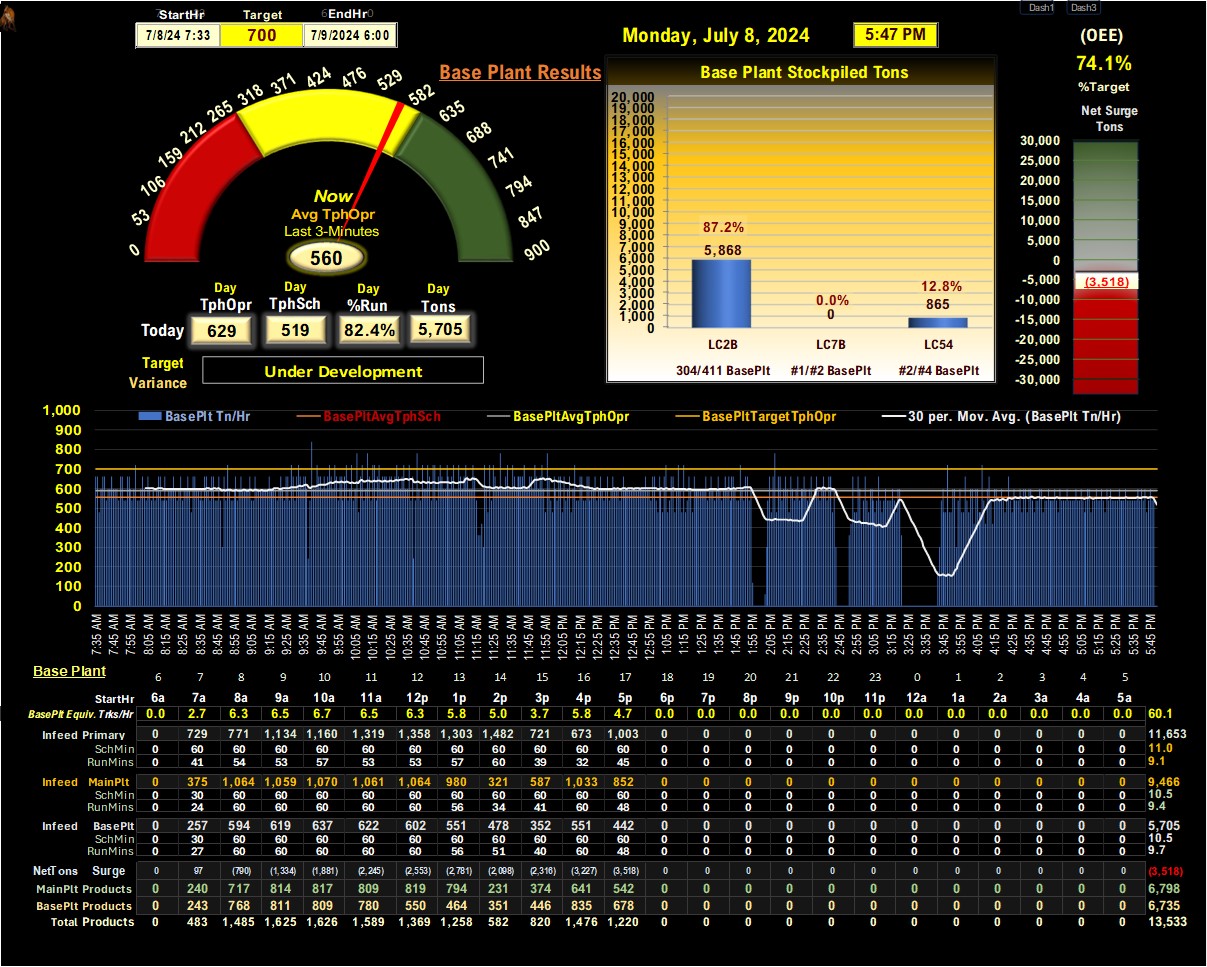 Dash1 Dash3
StartHr Target EndHr
7/8/24 7:33 700 7/9/2024 6:00
Monday, July 8, 2024 5:47 PM
(OEE)
74.1%
%Target
Base Plant Results
0 53 106 159 212 265 318 371 424 476 529 582 635 688 741 794 847 900
Now
Avg TphOpr
Last 3-Minutes
560
Day Day Day Day
TphOpr TphSch %Run Tons
Today 629 519 82.4% 5,705
Target
Variance
Under Development
Base Plant Stockpiled Tons
20,000
19,000
18,000
17,000
16,000
15,000
14,000
13,000
12,000
11,000
10,000
9,000
8,000
7,000
6,000
5,000
4,000
3,000
2,000
1,000
0
87.2%
5,868
0.0%
0
12.8%
865
LC2B LC7B LC54
304/411 BasePlt #1/#2 BasePlt #2/#4 BasePlt
Net Surge
Tons
30,000
25,000
20,000
15,000
10,000
5,000
0
-5,000
(3,518)
-10,000
-15,000
-20,000
-25,000
-30,000
BasePlt Tn/Hr BasePltAvgTphSch BasePltAvgTphOpr BasePltTargetTphOpr 30 per. Mov. Avg. (BasePlt Tn/Hr)
1,000
900
800
700
600
500
400
300
200
100
0
7:35 AM 7:45 AM 7:55 AM 8:05 AM 8:15 AM 8:25 AM 8:35 AM 8:45 AM 8:55 AM 9:05 AM 9:15 AM 9:25 AM 9:35 AM 9:45 AM 9:55 AM 10:05 AM 10:15 AM 10:25 AM 10:35 AM 10:45 AM 10:55 AM 11:05 AM 11:15 AM 11:25 AM 11:35 AM 11:45 AM 11:55 AM 12:05 PM 12:15 PM 12:25 PM 12:35 PM 12:45 PM 12:55 PM 1:05 PM 1:15 PM 1:25 PM 1:35 PM 1:45 PM 1:55 PM 2:05 PM 2:15 PM 2:25 PM 2:35 PM 2:45 PM 2:55 PM 3:05 PM 3:15 PM 3:25 PM 3:35 PM 3:45 PM 3:55 PM 4:05 PM 4:15 PM 4:25 PM 4:35 PM 4:45 PM 4:55 PM 5:05 PM 5:15 PM 5:25 PM 5:35 PM 5:45 PM
Base Plant 6 7 8 9 10 11 12 13 14 15 16 17 18 19 20 21 22 23 0 1 2 3 4 5
StartHr 6a 7a 8a 9a 10a 11a 12p 1p 2p 3p 4p 5p 6p 7p 8p 9p 10p 11p 12a 1a 2a 3a 4a 5a
BasePlt Equiv. Trks/Hr 0.0 2.7 6.3 6.5 6.7 6.5 6.3 5.8 5.0 3.7 5.8 4.7 0.0 0.0 0.0 0.0 0.0 0.0 0.0 0.0 0.0 0.0 0.0 0.0 60.1
Infeed Primary 0 729 771 1,134 1,160 1,319 1,358 1,303 1,482 721 673 1,003 0 0 0 0 0 0 0 0 0 0 0 0 11,653
SchMin 0 60 60 60 60 60 60 60 60 60 60 60 0 0 0 0 0 0 0 0 0 0 0 0 11.0
RunMins 0 41 54 53 57 53 53 57 60 39 32 45 0 0 0 0 0 0 0 0 0 0 0 0 9.1
Infeed MainPlt 0 375 1,064 1,059 1,070 1,061 1,064 980 321 587 1,033 852 0 0 0 0 0 0 0 0 0 0 0 0 9,466
SchMin 0 30 60 60 60 60 60 60 60 60 60 60 0 0 0 0 0 0 0 0 0 0 0 0 10.5
RunMins 0 24 60 60 60 60 60 56 34 41 60 48 0 0 0 0 0 0 0 0 0 0 0 0 9.4
Infeed BasePlt 0 257 594 619 637 622 602 551 478 352 551 442 0 0 0 0 0 0 0 0 0 0 0 0 5,705
SchMin 0 30 60 60 60 60 60 60 60 60 60 60 0 0 0 0 0 0 0 0 0 0 0 0 10.5
RunMins 0 27 60 60 60 60 60 56 51 40 60 48 0 0 0 0 0 0 0 0 0 0 0 0 9.7
NetTons Surge 0 97 (790) (1,334) (1,881) (2,245) (2,553) (2,781) (2,098) (2,316) (3,227) (3,518) 0 0 0 0 0 0 0 0 0 0 0 0 (3,518)
MainPlt Products 0 240 717 814 817 809 819 794 231 374 641 542 0 0 0 0 0 0 0 0 0 0 0 0 6,798
BasePlt Products 0 243 768 811 809 780 550 464 351 446 835 678 0 0 0 0 0 0 0 0 0 0 0 0 6,735
Total Products 0 483 1,485 1,625 1,626 1,589 1,369 1,258 582 820 1,476 1,220 0 0 0 0 0 0 0 0 0 0 0 0 13,533